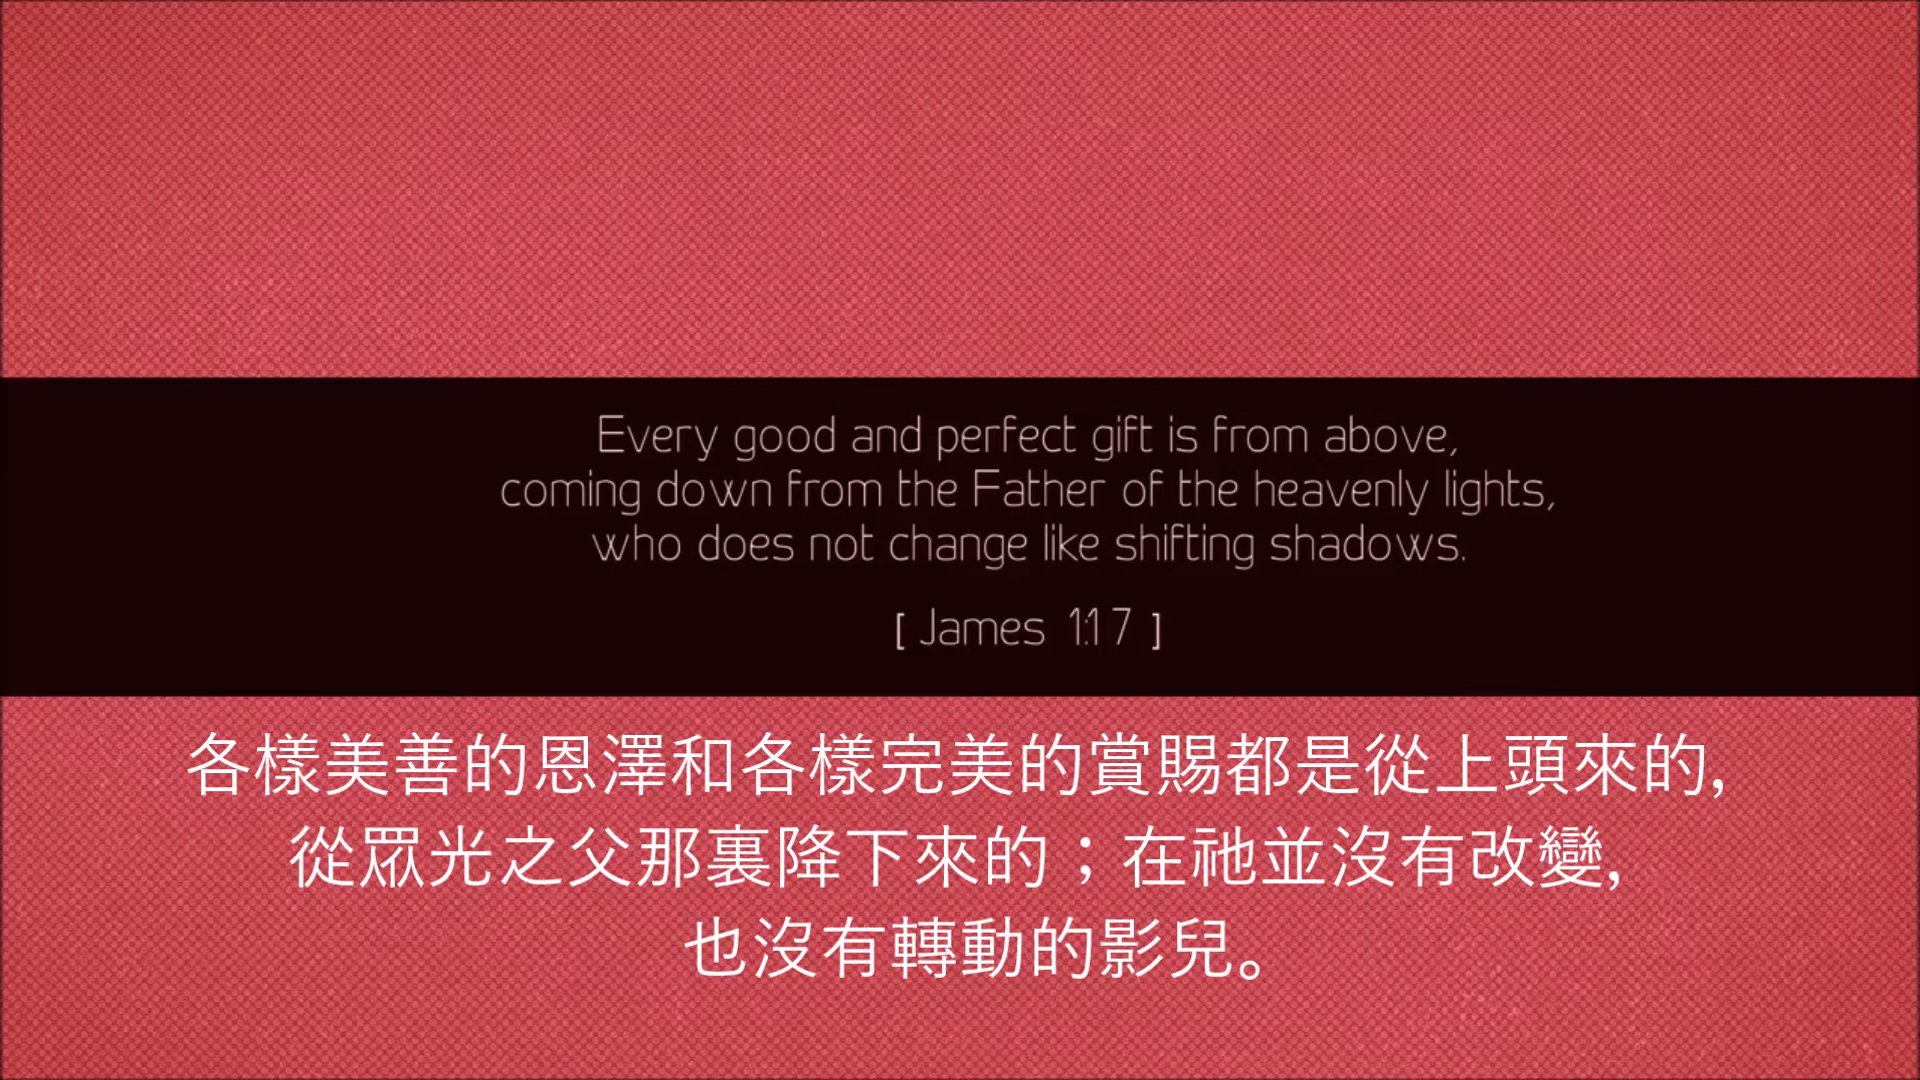 Every good and perfect gift is from above,
coming down from the Father of the heavenly lights,
who does not change like shifting shadows.
[ James 1:17 ]
各樣美善的恩澤和各樣完美的賞賜都是從上頭來的,
從眾光之父那裏降下來的；在祂並沒有改變,
也沒有轉動的影兒。